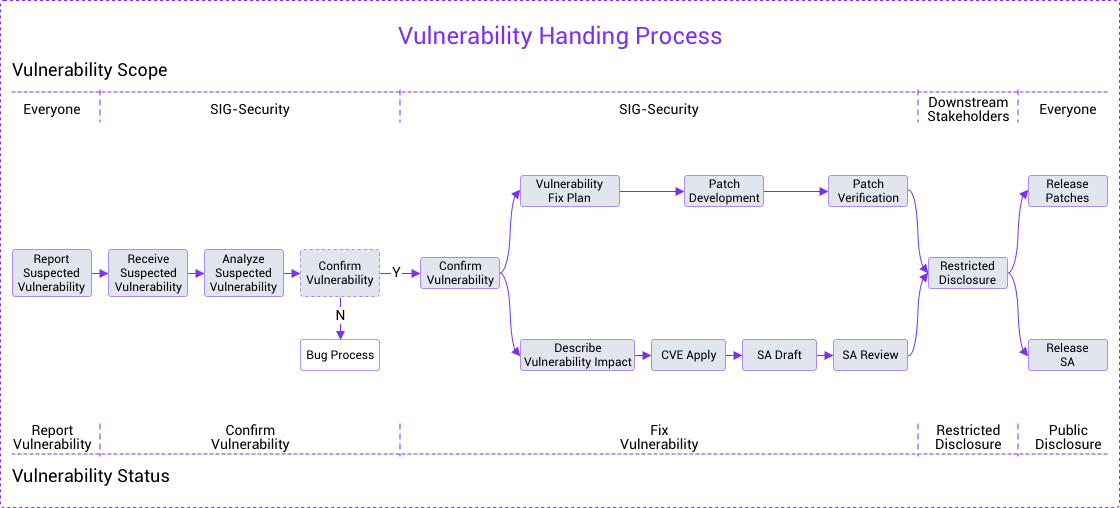 Vulnerability Handing Process
Vulnerability Scope
Everyone
SIG-Security
SIG-Security
Downstream
Stakeholders
Everyone
Vulnerability
Fix Plan
Patch
Development
Patch
Verification
Release
Patches
Report
Suspected
Vulnerability
Receive
Suspected
Vulnerability
Analyze
Suspected
Vulnerability
Confirm
Vulnerability
Y
Confirm
Vulnerability
Restricted
Disclosure
N
Bug Process
Describe
Vulnerability Impact
CVE Apply
SA Draft
SA Review
Release
SA
Report
Vulnerability
Confirm
Vulnerability
Fix
Vulnerability
Restricted
Disclosure
Public
Disclosure
Vulnerability Status